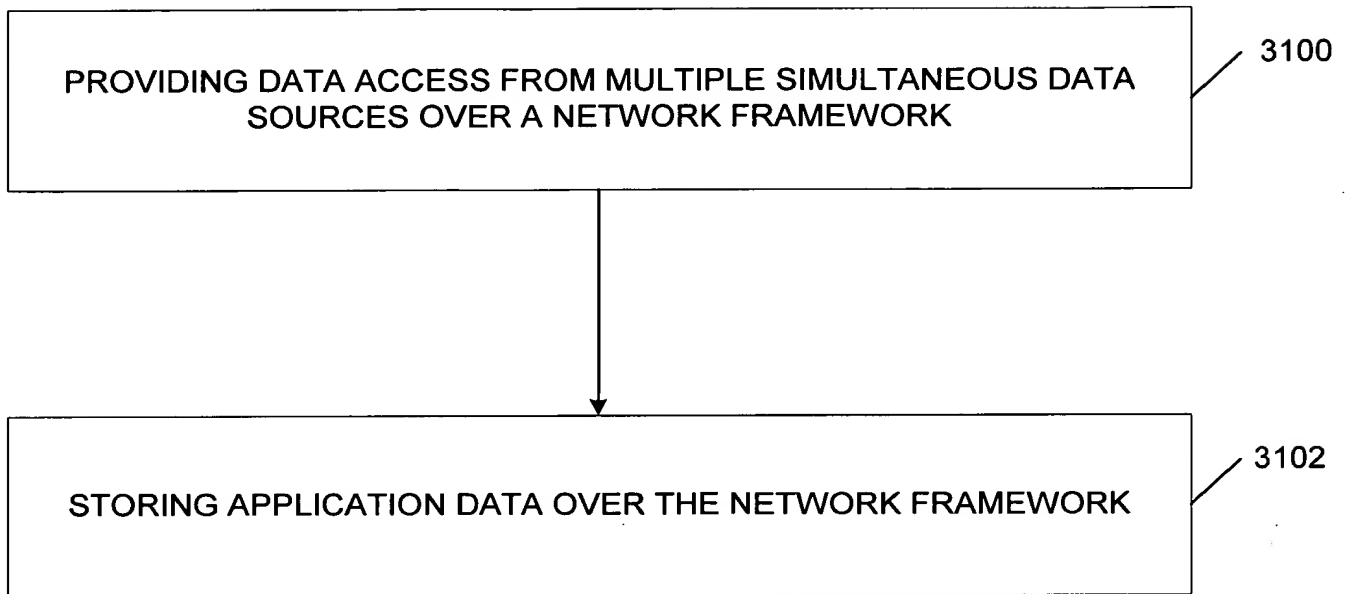 PROVIDING DATA ACCESS FROM MULTIPLE SIMULTANEOUS DATA
SOURCES OVER A NETWORK FRAMEWORK
3100
STORING APPLICATION DATA OVER THE NETWORK FRAMEWORK
3102